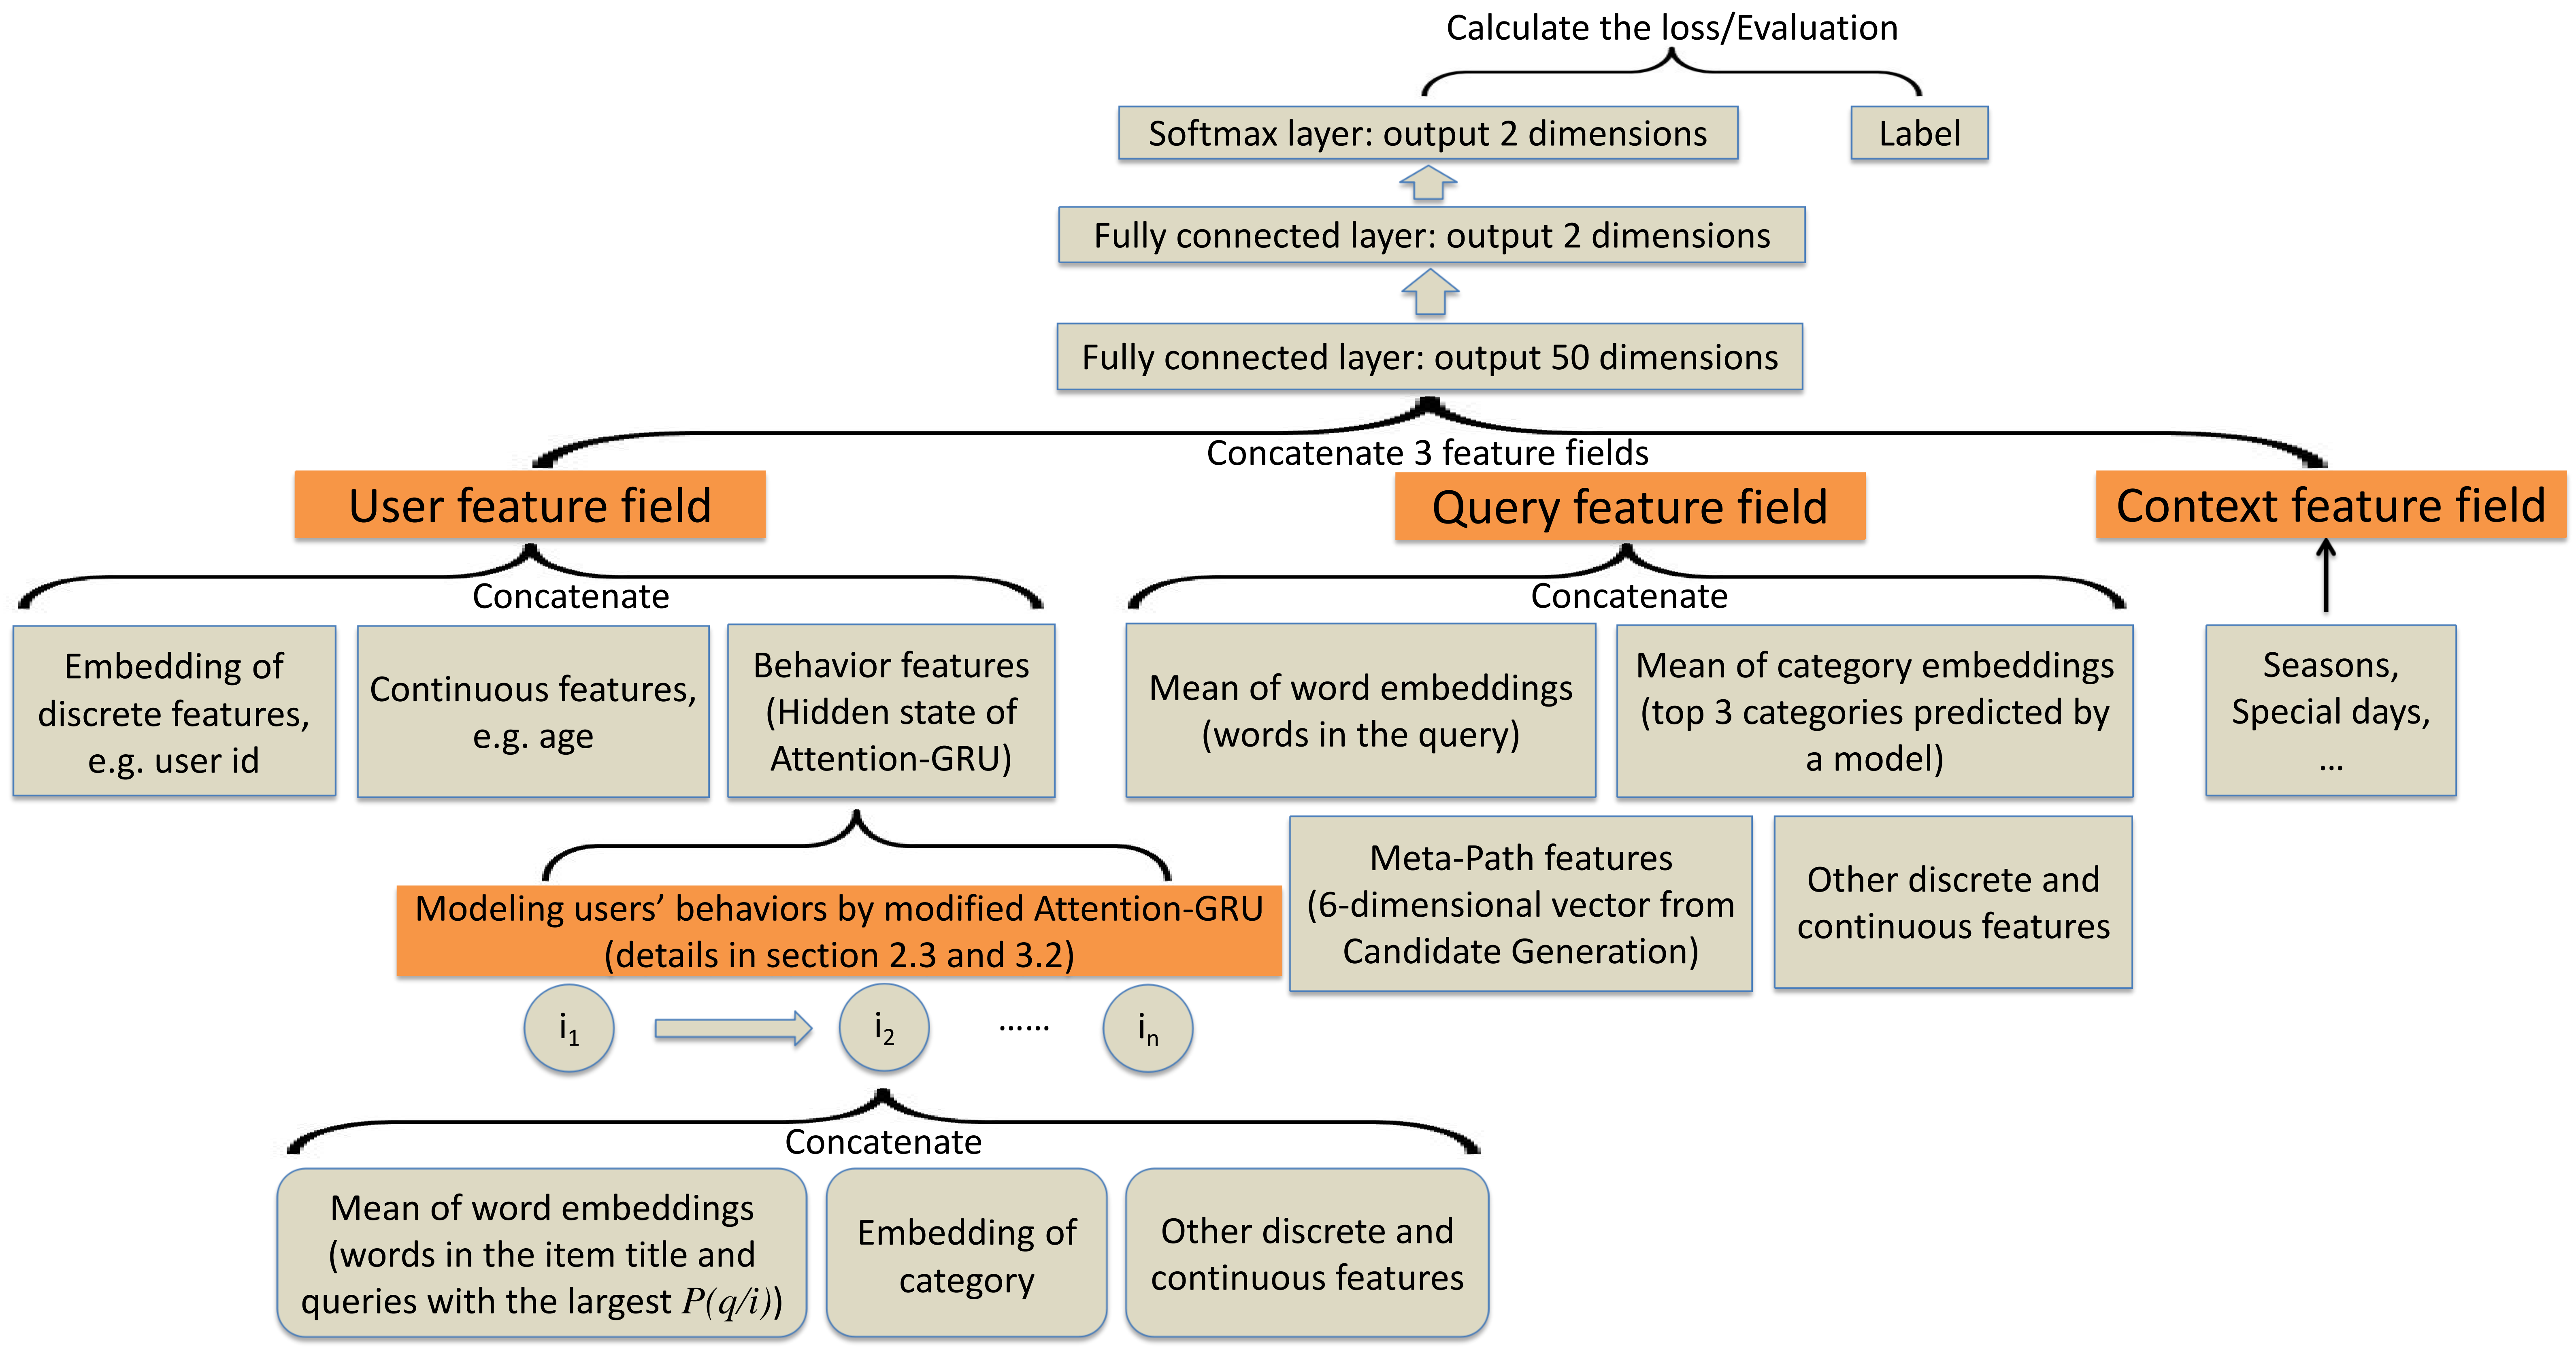 Calculate the loss/Evaluation
Softmax layer: output 2 dimensions
Label
Fully connected layer: output 2 dimensions
Fully connected layer: output 50 dimensions
Concatenate 3 feature fields
User feature field
Query feature field
Context feature field
Concatenate
Concatenate
Embedding of
discrete features,
e.g. user id
Continuous features,
e.g. age
Behavior features
(Hidden state of
Attention-GRU)
Mean of word embeddings
(words in the query)
Mean of category embeddings
(top 3 categories predicted by
a model)
Seasons,
Special days,
...
Meta-Path features
(6-dimensional vector from
Candidate Generation)
Other discrete and
continuous features
Modeling users’ behaviors by modified Attention-GRU
(details in section 2.3 and 3.2)
i1
i2
......
in
Concatenate
Mean of word embeddings
(words in the item title and
queries with the largest P(q/i))
Embedding of
category
Other discrete and
continuous features